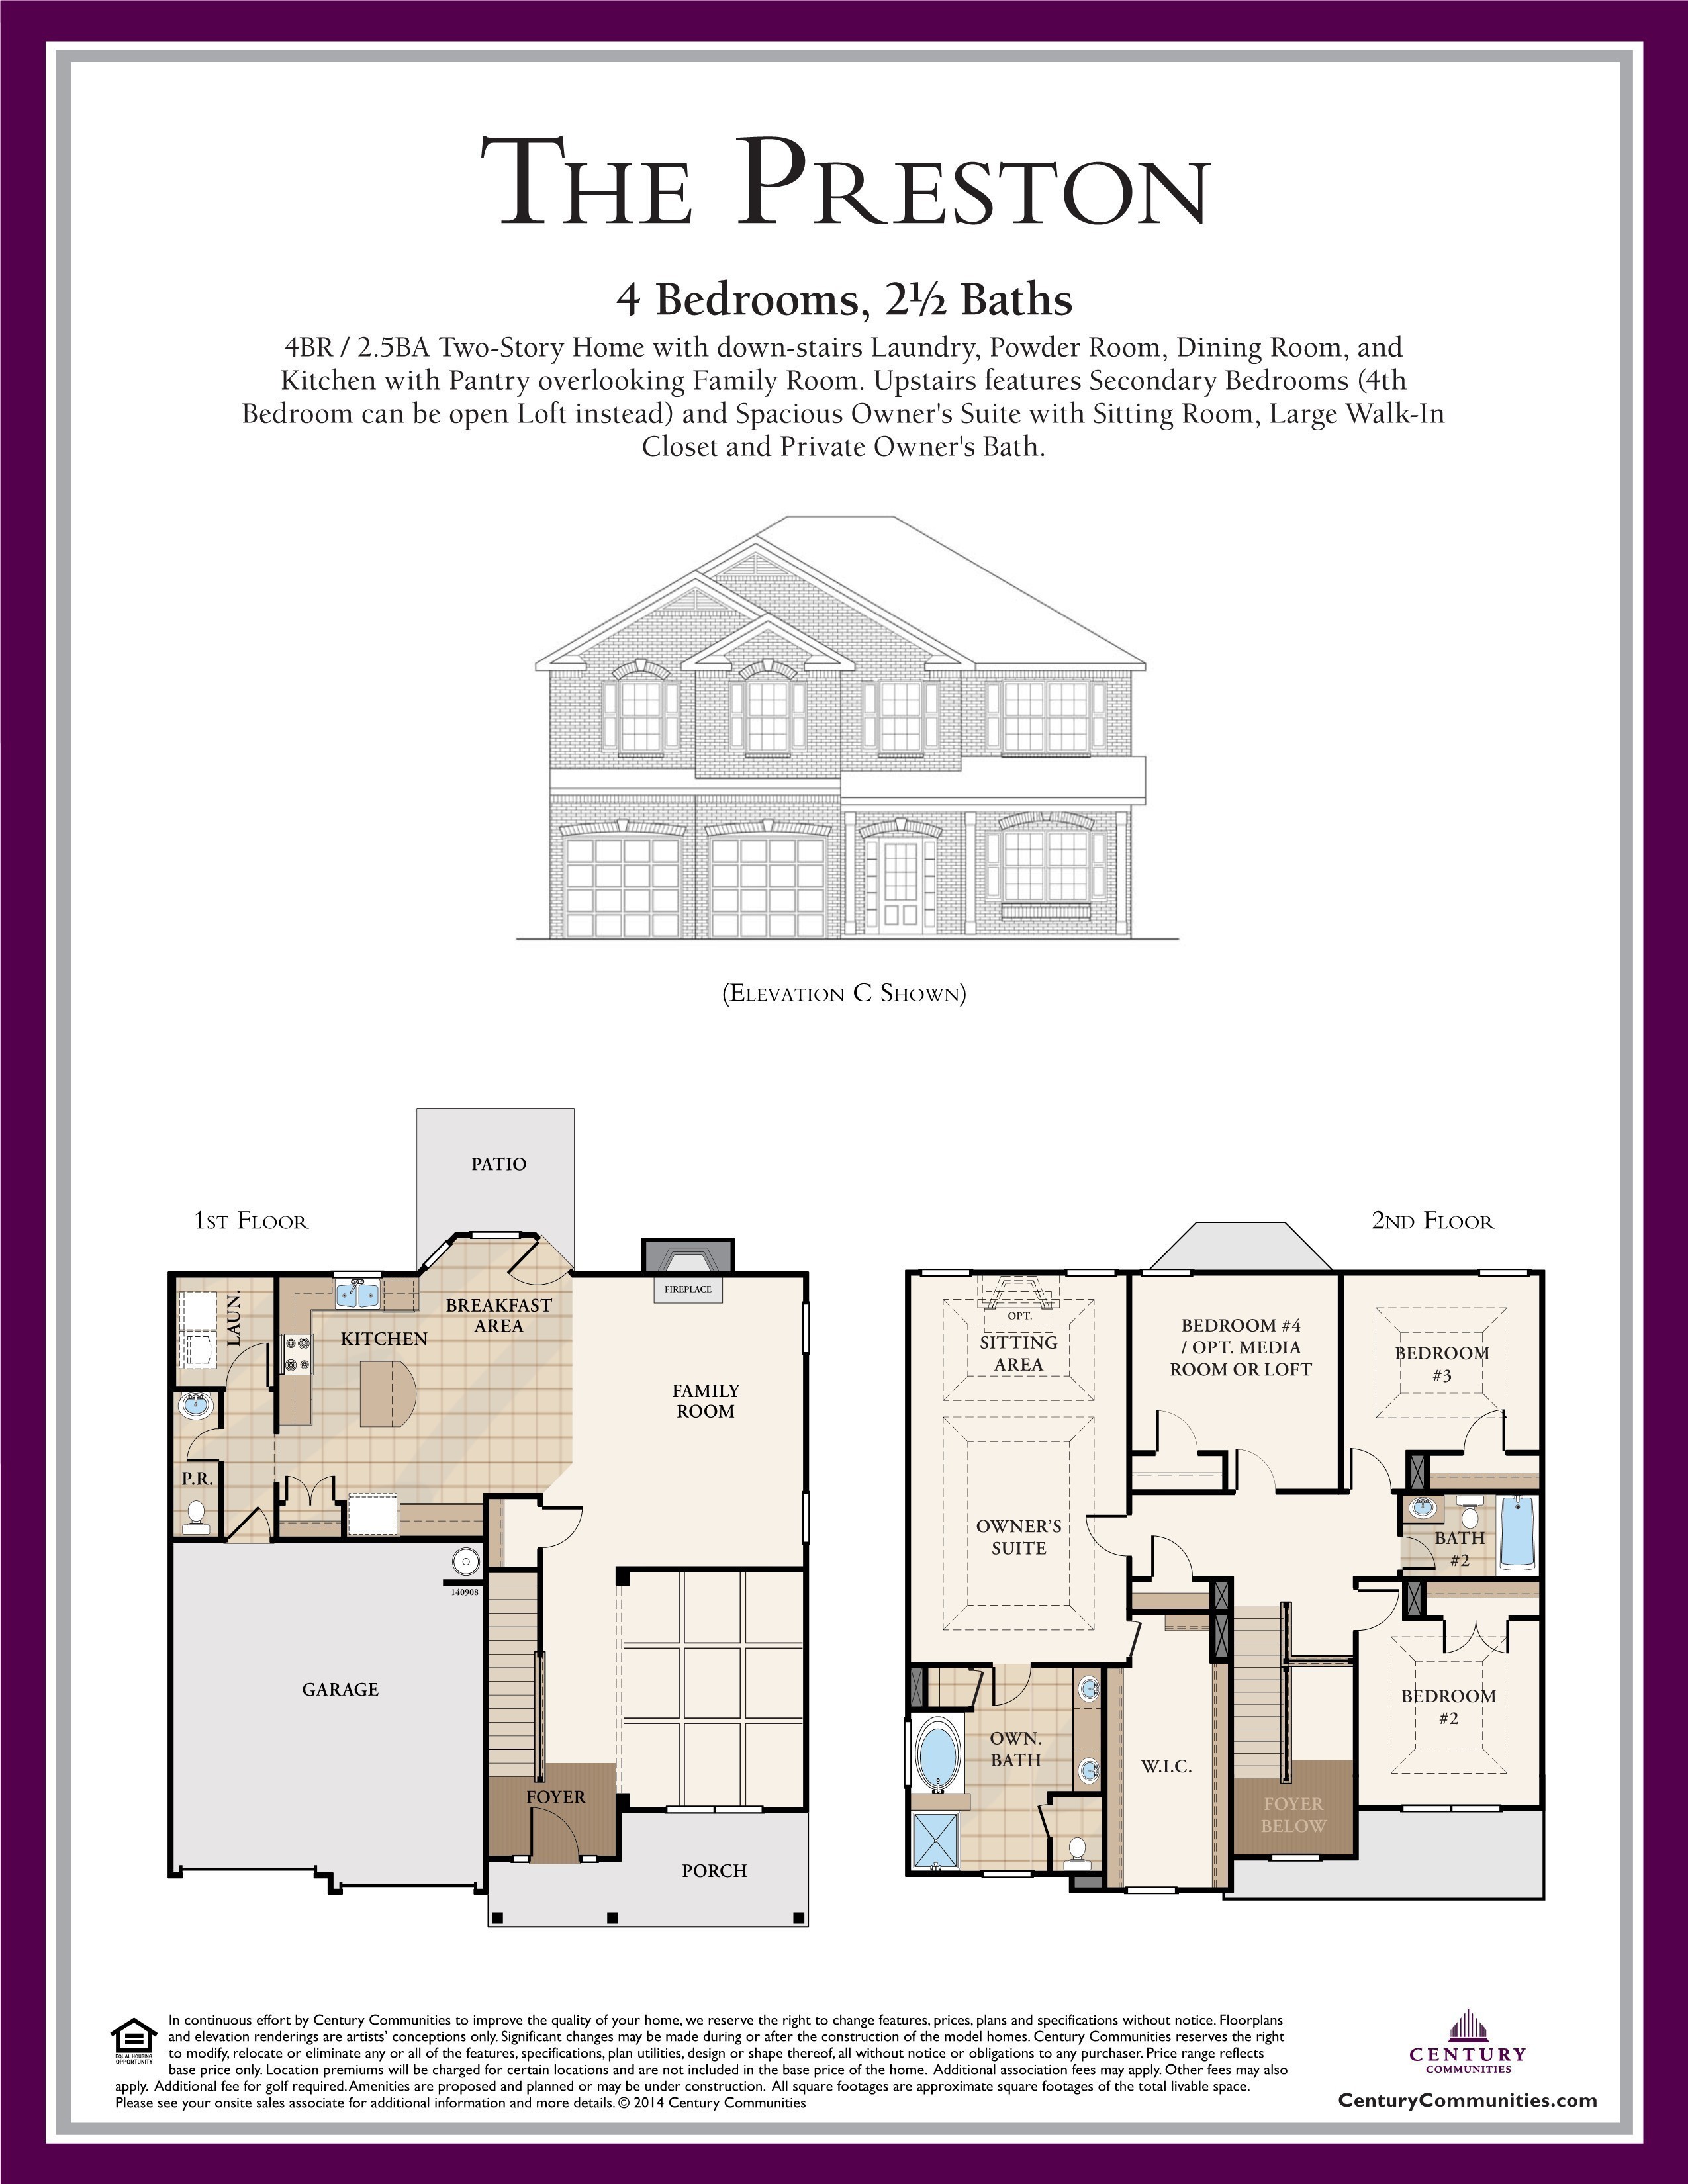 THE PRESTON
4 Bedrooms, 2½ Baths
4BR / 2.5BA Two-Story Home with down-stairs Laundry, Powder Room, Dining Room, and
Kitchen with Pantry overlooking Family Room. Upstairs features Secondary Bedrooms (4th
Bedroom can be open Loft instead) and Spacious Owner's Suite with Sitting Room, Large Walk-In
Closet and Private Owner's Bath.
(ELEVATION C SHOWN)
1ST FLOOR
PATIO
LAUN.
KITCHEN
BREAKFAST
AREA
FIREPLACE
FAMILY
ROOM
P.R.
140908
GARAGE
FOYER
PORCH
2ND FLOOR
OPT.
SITTING
AREA
BEDROOM #4
/ OPT. MEDIA
ROOM OR LOFT
BEDROOM
#3
OWNER'S
SUITE
BATH
#2
BEDROOM
#2
OWN.
BATH
W.I.C.
FOYER
BELOW
EQUAL HOUSING
OPPORTUNITY
In continuous effort by Century Communities to improve the quality of your home, we reserve the right to change features, prices, plans and specifications without notice. Floorplans
and elevation renderings are artists' conceptions only. Significant changes may be made during or after the construction of the model homes. Century Communities reserves the right
to modify, relocate or eliminate any or all of the features, specifications, plan utilities, design or shape thereof, all without notice or obligations to any purchaser. Price range reflects
base price only. Location premiums will be charged for certain locations and are not included in the base price of the home. Additional association fees may apply. Other fees may also
apply. Additional fee for golf required. Amenities are proposed and planned or may be under construction. All square footages are approximate square footages of the total livable space.
Please see your onsite sales associate for additional information and more details. © 2014 Century Communities
CENTURY
COMMUNITIES
CenturyCommunities.com